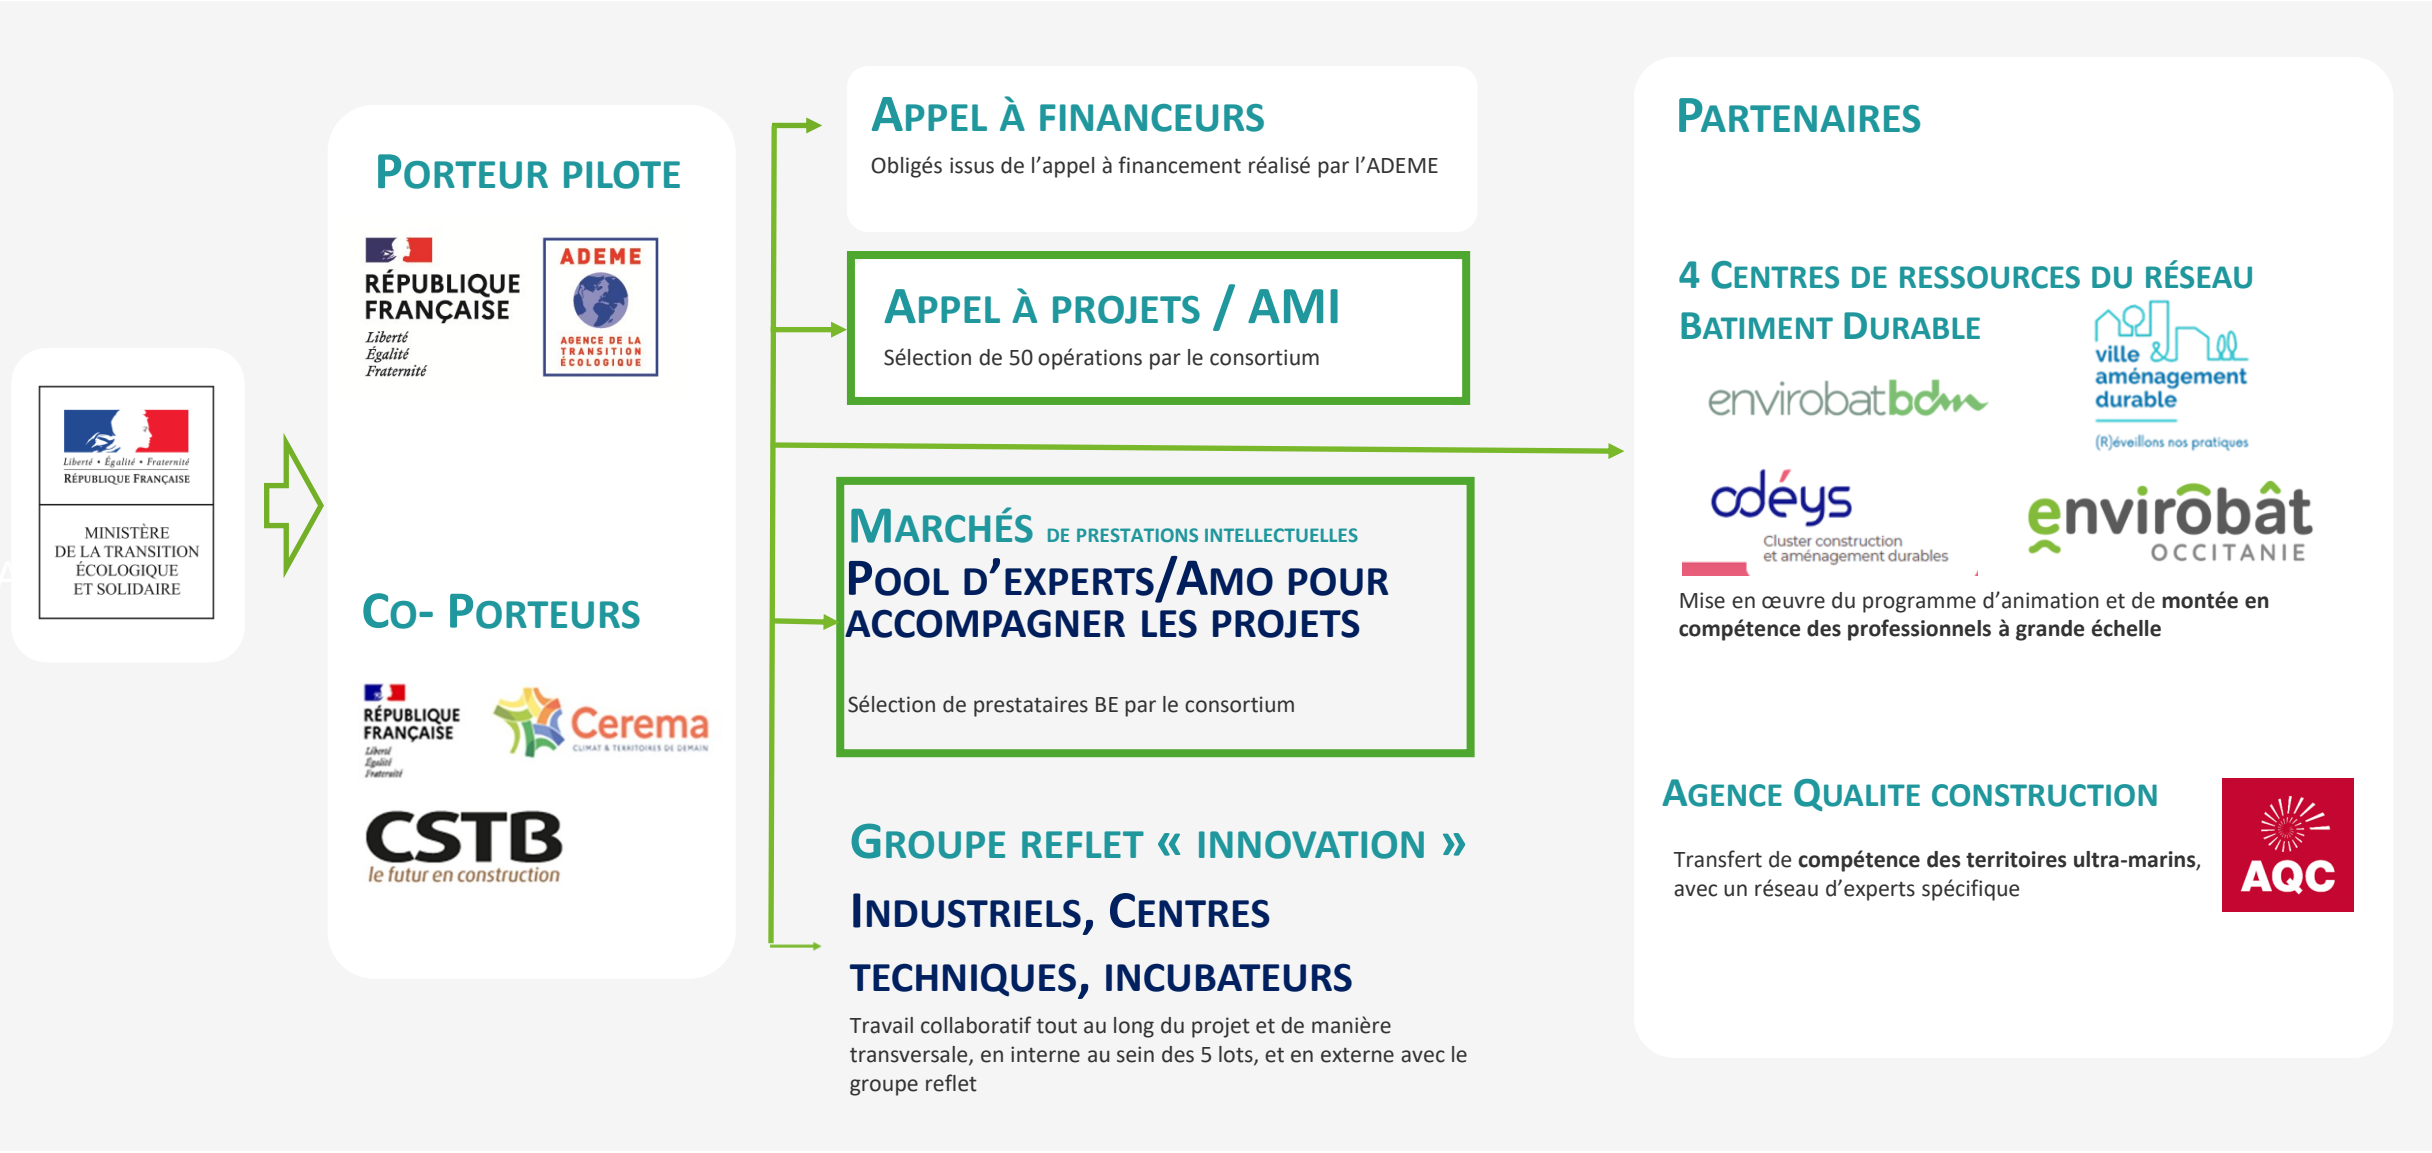 Liberté • Égalité • Fraternité
RÉPUBLIQUE FRANÇAISE
MINISTÈRE
DE LA TRANSITION
ÉCOLOGIQUE
ET SOLIDAIRE
PORTEUR PILOTE
RÉPUBLIQUE
FRANÇAISE
Liberté
Égalité
Fraternité
ADEME
AGENCE DE LA
TRANSITION
ÉCOLOGIQUE
CO- PORTEURS
RÉPUBLIQUE
FRANÇAISE
Liberté
Égalité
Fraternité
Cerema
CLIMAT & TERRITOIRES DE DEMAIN
CSTB
le futur en construction
APPEL À FINANCEURS
Obligés issus de l’appel à financement réalisé par l’ADEME
APPEL À PROJETS / AMI
Sélection de 50 opérations par le consortium
MARCHÉS DE PRESTATIONS INTELLECTUELLES
POOL D’EXPERTS/AMO POUR
ACCOMPAGNER LES PROJETS
Sélection de prestataires BE par le consortium
GROUPE REFLET « INNOVATION »
INDUSTRIELS, CENTRES
TECHNIQUES, INCUBATEURS
Travail collaboratif tout au long du projet et de manière
transversale, en interne au sein des 5 lots, et en externe avec le
groupe reflet
PARTENAIRES
4 CENTRES DE RESSOURCES DU RÉSEAU
BATIMENT DURABLE
envirobatbdm
ville &
aménagement
durable
(R)éveillons nos pratiques
odéys
Cluster construction
et aménagement durables
envirobât
OCCITANIE
Mise en œuvre du programme d’animation et de montée en
compétence des professionnels à grande échelle
AGENCE QUALITE CONSTRUCTION
Transfert de compétence des territoires ultra-marins,
avec un réseau d’experts spécifique
AQC